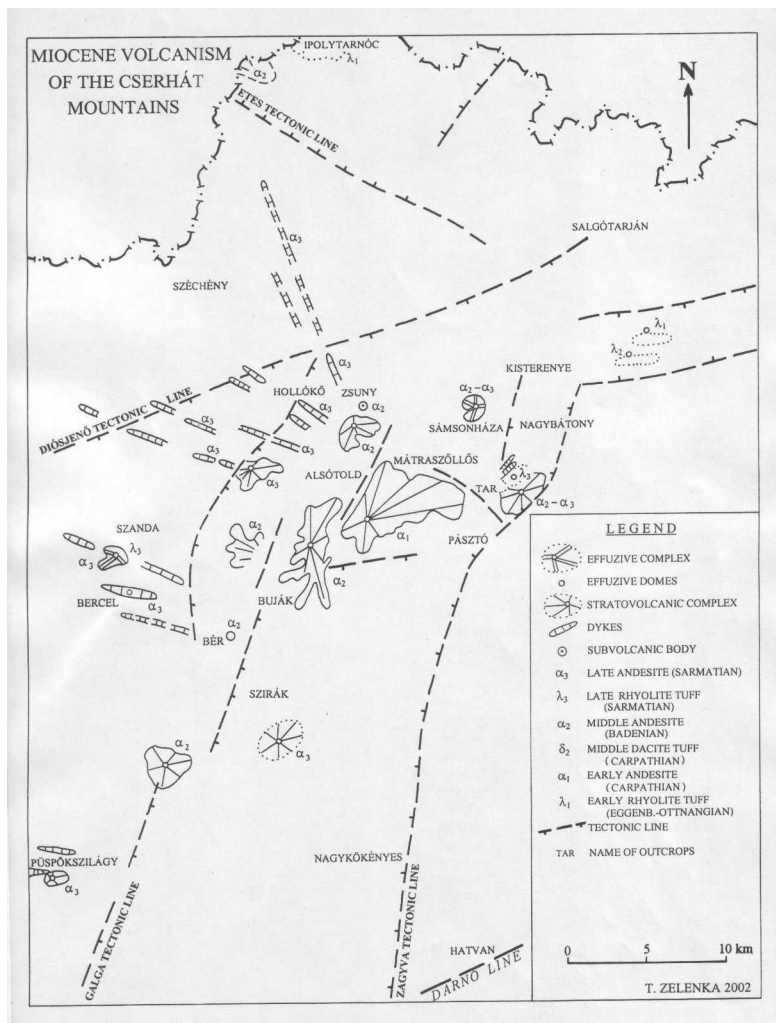 MIOCENE VOLCANISM
OF THE CSERHÁT
MOUNTAINS
IPOLYTARNÓC
λ₁
α₂
N
ETES TECTONIC LINE
α₃
SALGÓTARJÁN
SZÉCHÉNY
λ₁
λ₂
α₃
KISTERENYE
HOLLÓKŐ
ZSUNY
α₂–α₃
DIÓSJENŐ TECTONIC LINE
α₃
α₃
α₂
SÁMSONHÁZA
NAGYBÁTONY
α₃
α₃
α₂
α₃
ALSÓTOLD
MÁTRASZŐLLŐS
TAR
λ₃
α₂–α₃
SZANDA
λ₃
α₃
α₂
α₁
PÁSZTÓ
BERCEL
α₃
BUJÁK
α₂
BÉR
α₂
SZIRÁK
α₃
α₂
PÜSPÖKSZILÁGY
α₃
NAGYKÖKÉNYES
GALGA TECTONIC LINE
ZAGYVA TECTONIC LINE
HATVAN
DARNÓ LINE
LEGEND
EFFUZIVE COMPLEX
EFFUZIVE DOMES
STRATOVOLCANIC COMPLEX
DYKES
SUBVOLCANIC BODY
α₃ LATE ANDESITE (SARMATIAN)
λ₃ LATE RHYOLITE TUFF
(SARMATIAN)
α₂ MIDDLE ANDESITE
(BADENIAN)
δ₂ MIDDLE DACITE TUFF
(CARPATHIAN)
α₁ EARLY ANDESITE
(CARPATHIAN)
λ₁ EARLY RHYOLITE TUFF
(EGGENB.-OTTNANGIAN)
TECTONIC LINE
TAR NAME OF OUTCROPS
0 5 10 km
T. ZELENKA 2002